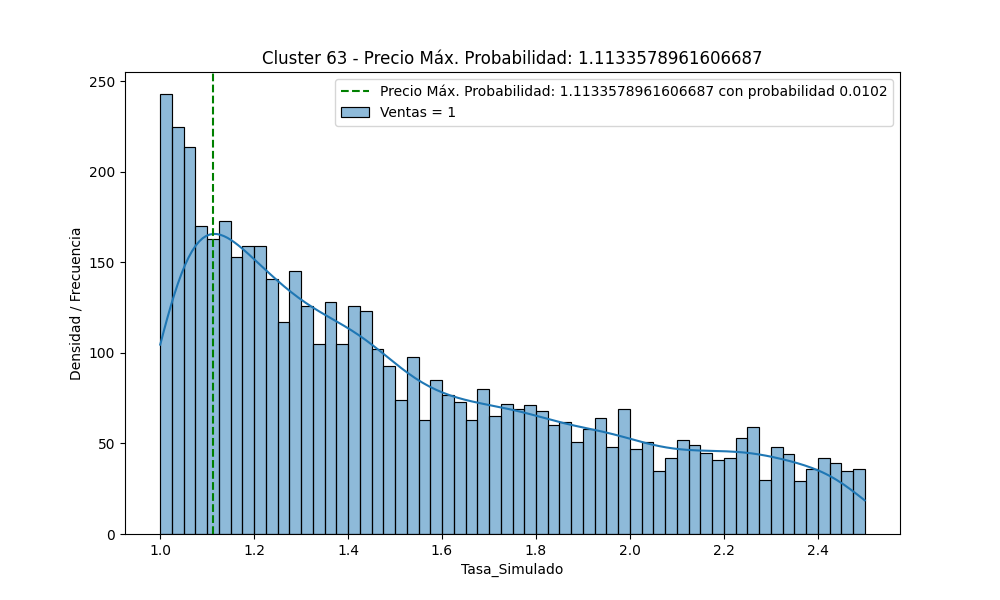 Cluster 63 - Precio Máx. Probabilidad: 1.1133578961606687
Precio Máx. Probabilidad: 1.1133578961606687 con probabilidad 0.0102
Ventas = 1
Densidad / Frecuencia
250
200
150
100
50
0
1.0 1.2 1.4 1.6 1.8 2.0 2.2 2.4
Tasa_Simulado